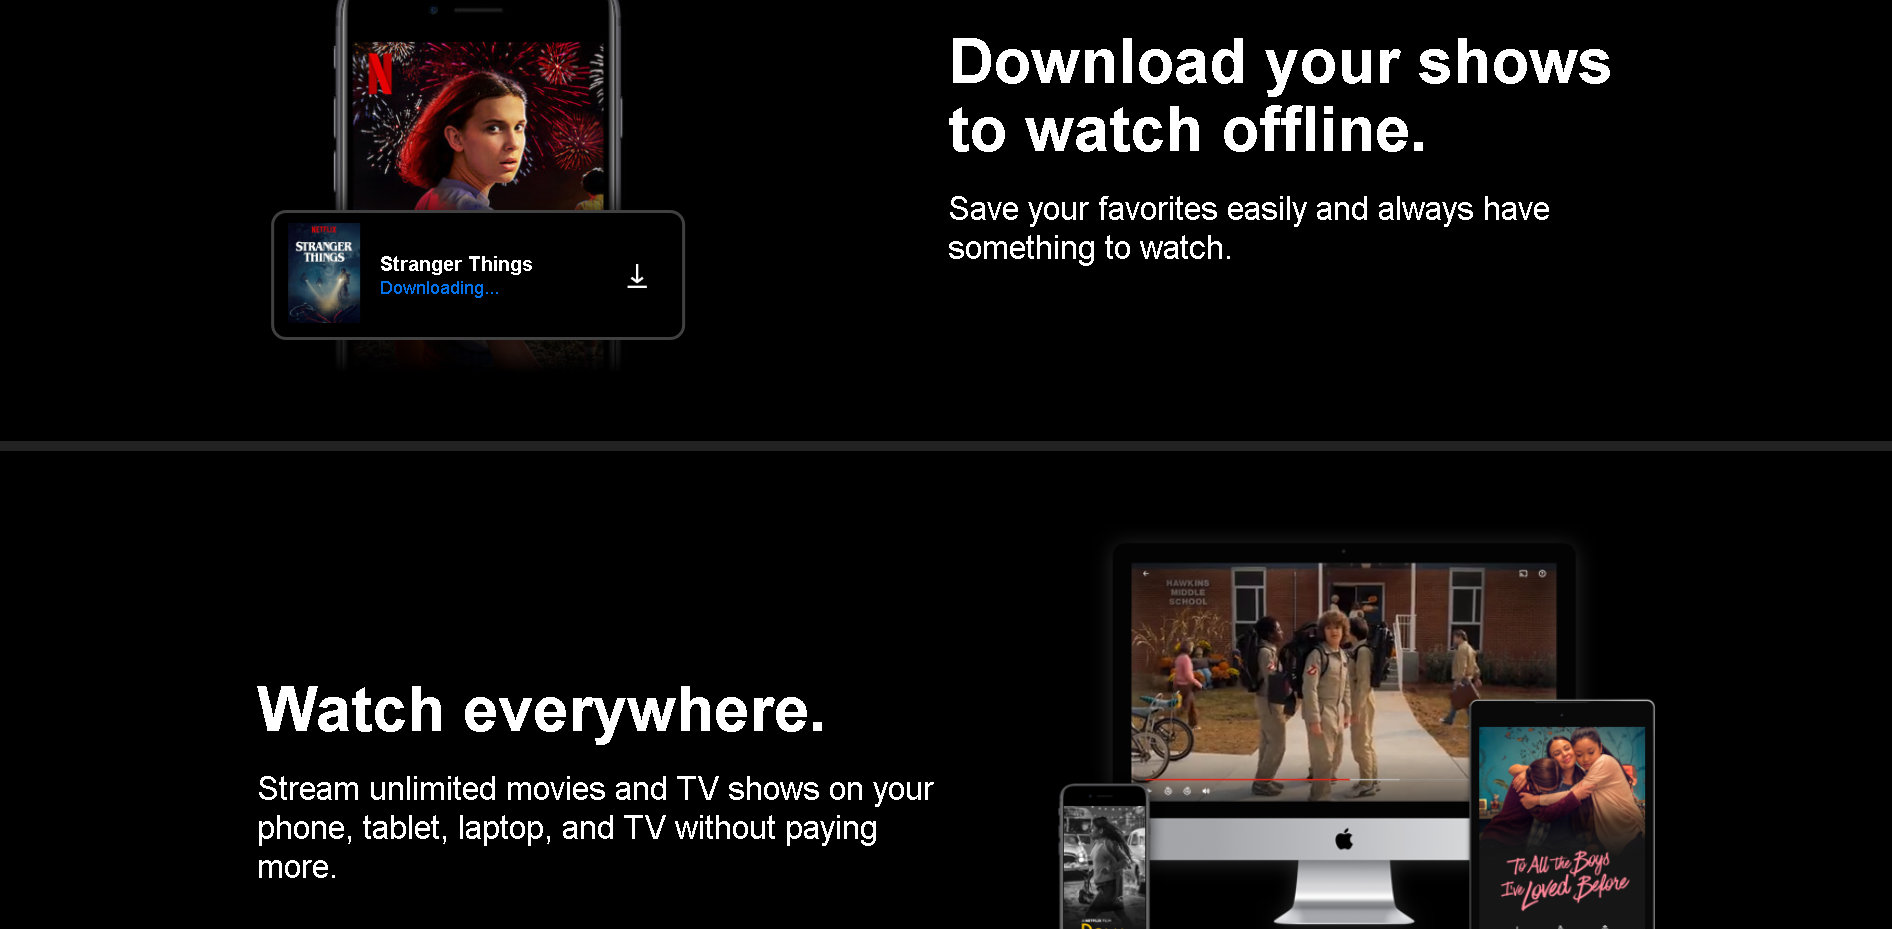 N
Download your shows
to watch offline.
Save your favorites easily and always have
something to watch.
NETFLIX
STRANGER
THINGS
Stranger Things
Downloading...
Watch everywhere.
Stream unlimited movies and TV shows on your
phone, tablet, laptop, and TV without paying
more.
HAWKINS
MIDDLE
SCHOOL
To All the Boys
I've Loved Before
A NETFLIX FILM